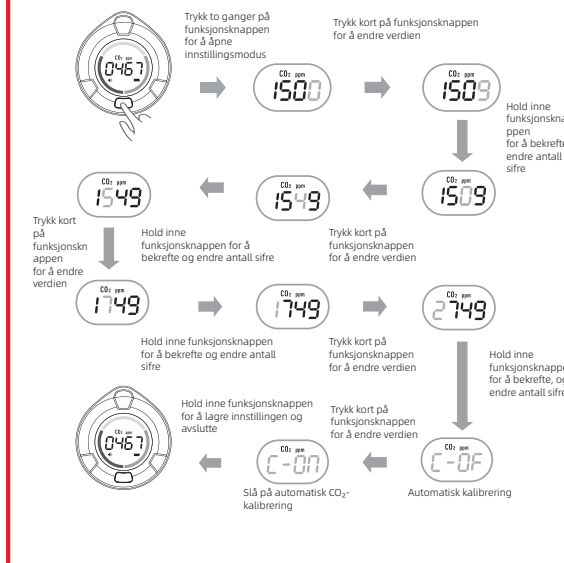 Trykk to ganger på
funksjonsknappen
for å åpne
innstillingsmodus
Trykk kort på funksjonsknappen
for å endre verdien
CO₂ ppm
0467
CO₂ ppm
1500
CO₂ ppm
1509
Hold inne
ppen
for å bekrefte
endre antall
sifre
CO₂ ppm
1549
CO₂ ppm
1549
CO₂ ppm
1509
Trykk kort
på
funksjonskn
appen
for å endre
verdien
Hold inne
funksjonsknappen for å
bekrefte og endre antall sifre
Trykk kort på
funksjonsknappen
for å endre verdien
CO₂ ppm
1749
CO₂ ppm
1749
CO₂ ppm
2749
Hold inne funksjonsknappen
for å bekrefte og endre antall
sifre
Trykk kort på
funksjonsknappen
for å endre verdien
Hold inne
for å bekrefte,
endre antall
Hold inne funksjonsknappen
for å lagre innstillingen og
avslutte
Trykk kort på
funksjonsknappen
for å endre verdien
CO₂ ppm
0467
CO₂ ppm
C-ON
CO₂ ppm
C-OF
Slå på automatisk CO₂-
kalibrering
Automatisk kalibrering